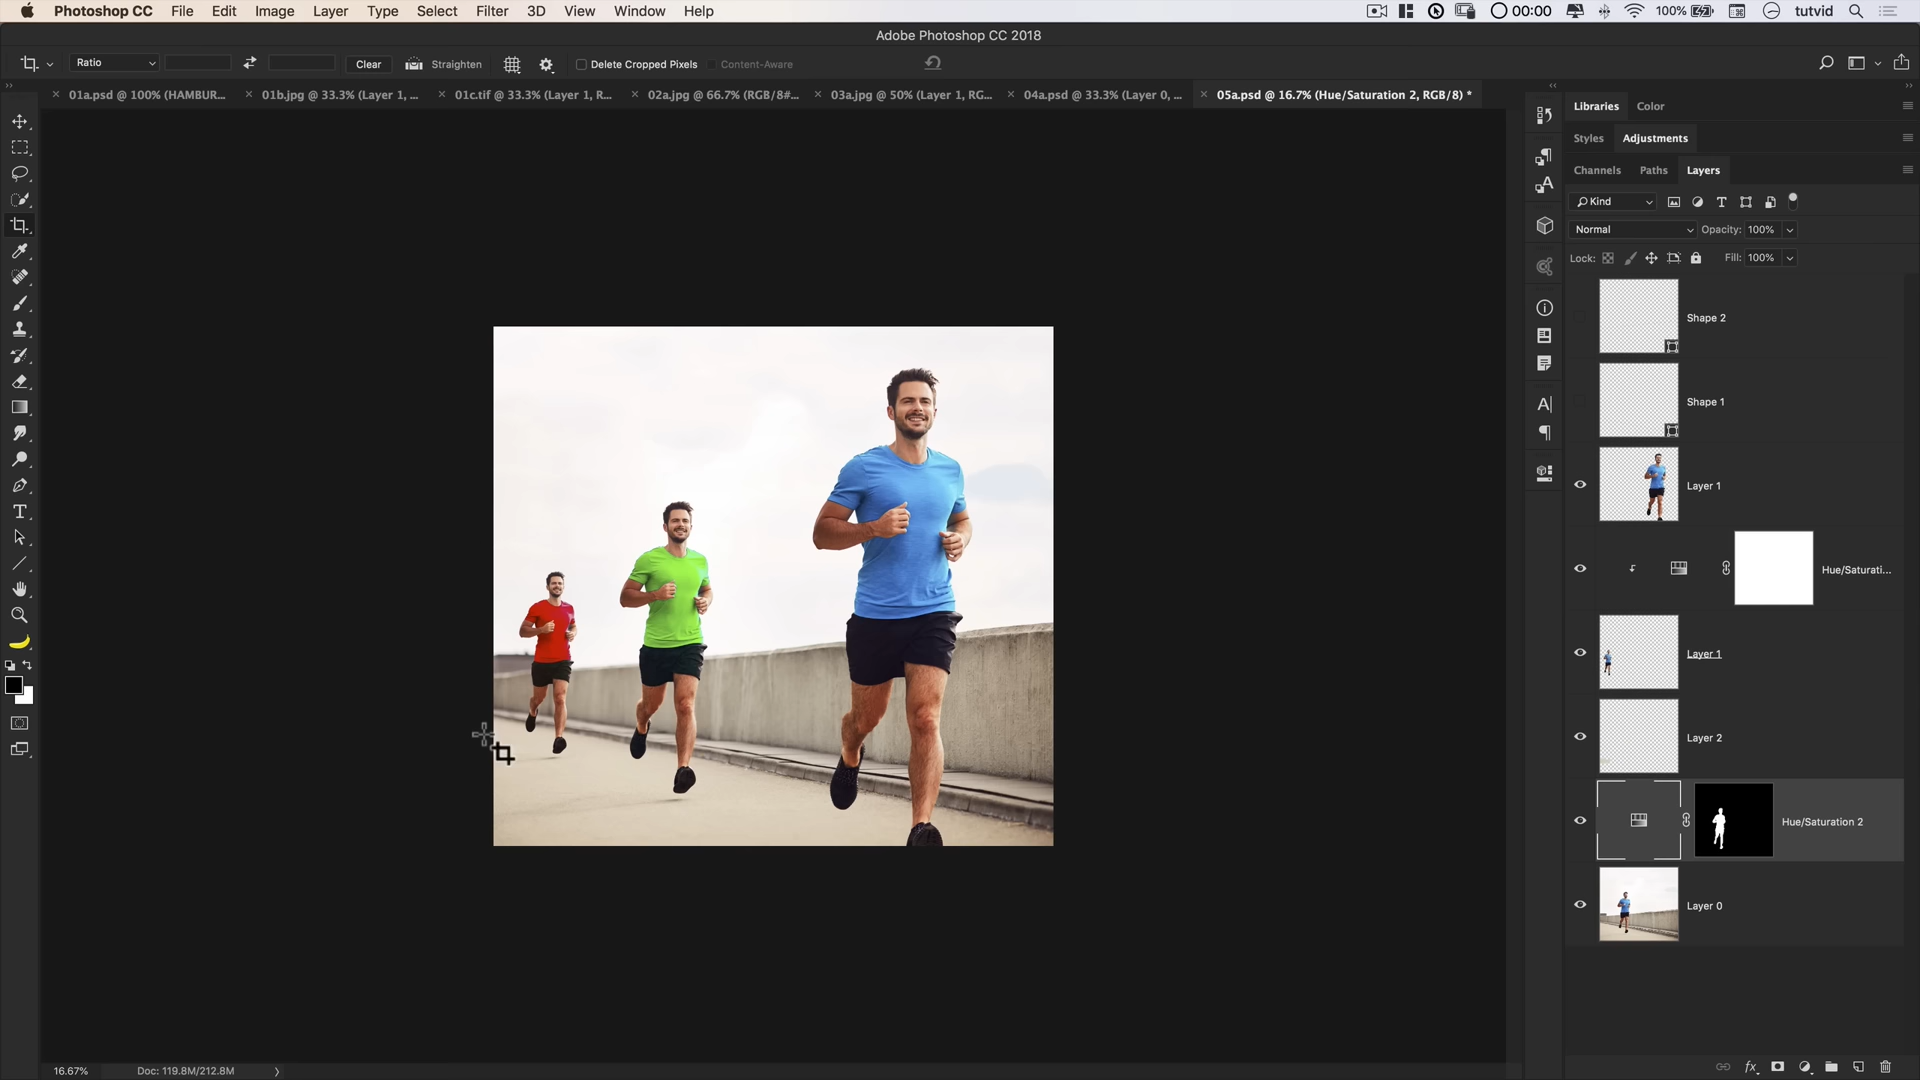 Photoshop CC File Edit Image Layer Type Select Filter 3D View Window Help 00:00 100% tutvid
Adobe Photoshop CC 2018
Ratio Clear Straighten Delete Cropped Pixels Content-Aware
01a.psd @ 100% (HAMBUR... 01b.jpg @ 33.3% (Layer 1, ... 01c.tif @ 33.3% (Layer 1, R... 02a.jpg @ 66.7% (RGB/8#... 03a.jpg @ 50% (Layer 1, RG... 04a.psd @ 33.3% (Layer 0, ... 05a.psd @ 16.7% (Hue/Saturation 2, RGB/8) *
Libraries Color
Styles Adjustments
Channels Paths Layers
Kind
Normal Opacity: 100%
Lock: Fill: 100%
Shape 2
Shape 1
Layer 1
Hue/Saturati...
Layer 1
Layer 2
Hue/Saturation 2
Layer 0
16.67% Doc: 119.8M/212.8M